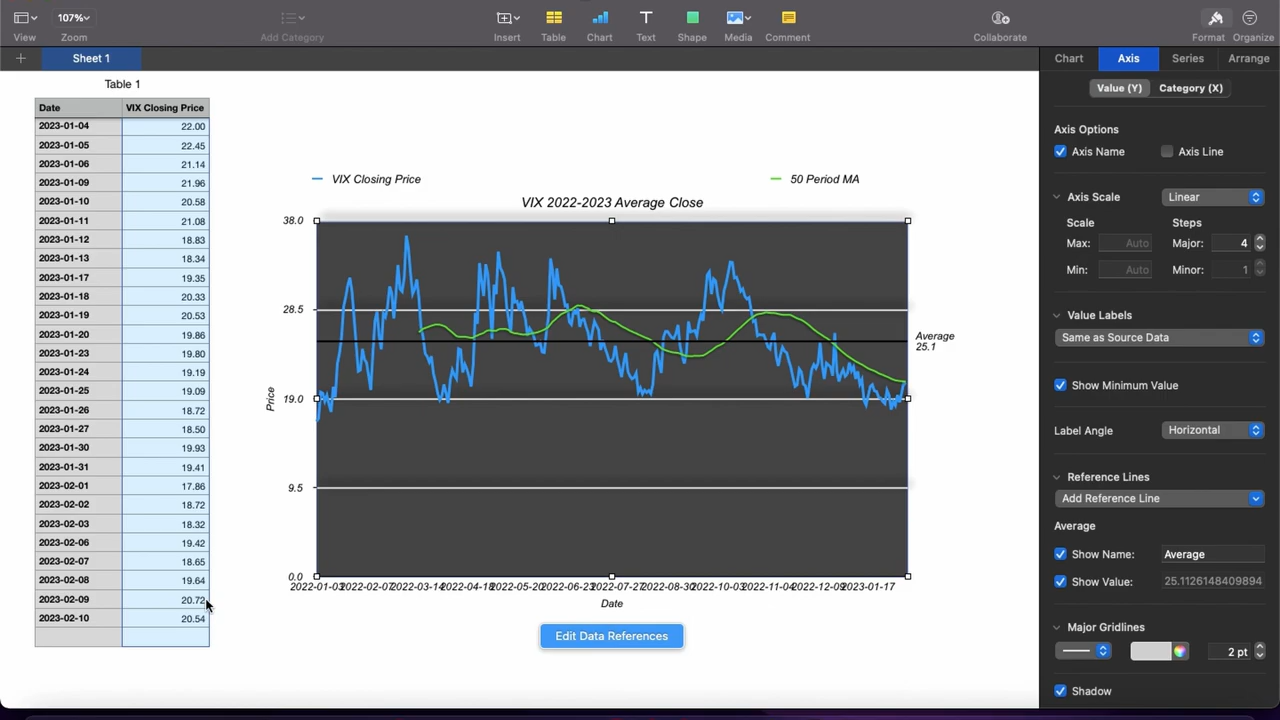 107%
View
Zoom
Add Category
Insert
Table
Chart
Text
Shape
Media
Comment
Collaborate
Format
Organize
Sheet 1
Chart
Axis
Series
Arrange
Table 1
Date VIX Closing Price
2023-01-04 22.00
2023-01-05 22.45
2023-01-06 21.14
2023-01-09 21.96
2023-01-10 20.58
2023-01-11 21.08
2023-01-12 18.83
2023-01-13 18.34
2023-01-17 19.35
2023-01-18 20.33
2023-01-19 20.53
2023-01-20 19.86
2023-01-23 19.80
2023-01-24 19.19
2023-01-25 19.09
2023-01-26 18.72
2023-01-27 18.50
2023-01-30 19.93
2023-01-31 19.41
2023-02-01 17.86
2023-02-02 18.72
2023-02-03 18.32
2023-02-06 19.42
2023-02-07 18.65
2023-02-08 19.64
2023-02-09 20.72
2023-02-10 20.54
VIX Closing Price
50 Period MA
VIX 2022-2023 Average Close
38.0
28.5
19.0
9.5
0.0
Price
Average
25.1
2022-01-03 2022-02-07 2022-03-14 2022-04-18 2022-05-20 2022-06-23 2022-07-27 2022-08-30 2022-10-03 2022-11-04 2022-12-09 2023-01-17
Date
Edit Data References
Value (Y)
Category (X)
Axis Options
Axis Name
Axis Line
Axis Scale
Linear
Scale
Steps
Max: Auto
Major: 4
Min: Auto
Minor: 1
Value Labels
Same as Source Data
Show Minimum Value
Label Angle
Horizontal
Reference Lines
Add Reference Line
Average
Show Name: Average
Show Value: 25.1126148409894
Major Gridlines
2 pt
Shadow